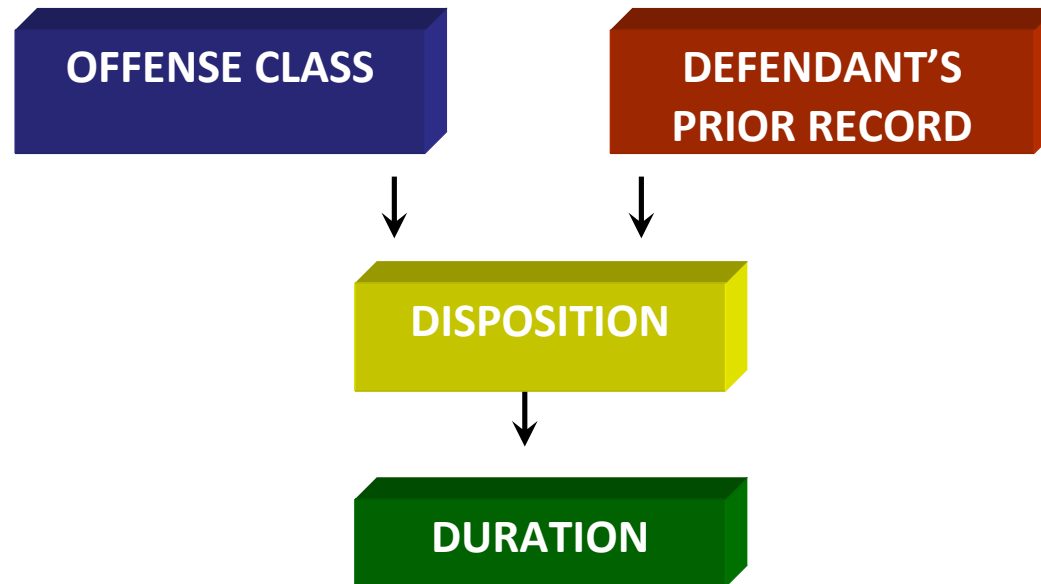 OFFENSE CLASS
DEFENDANT’S
PRIOR RECORD
DISPOSITION
DURATION